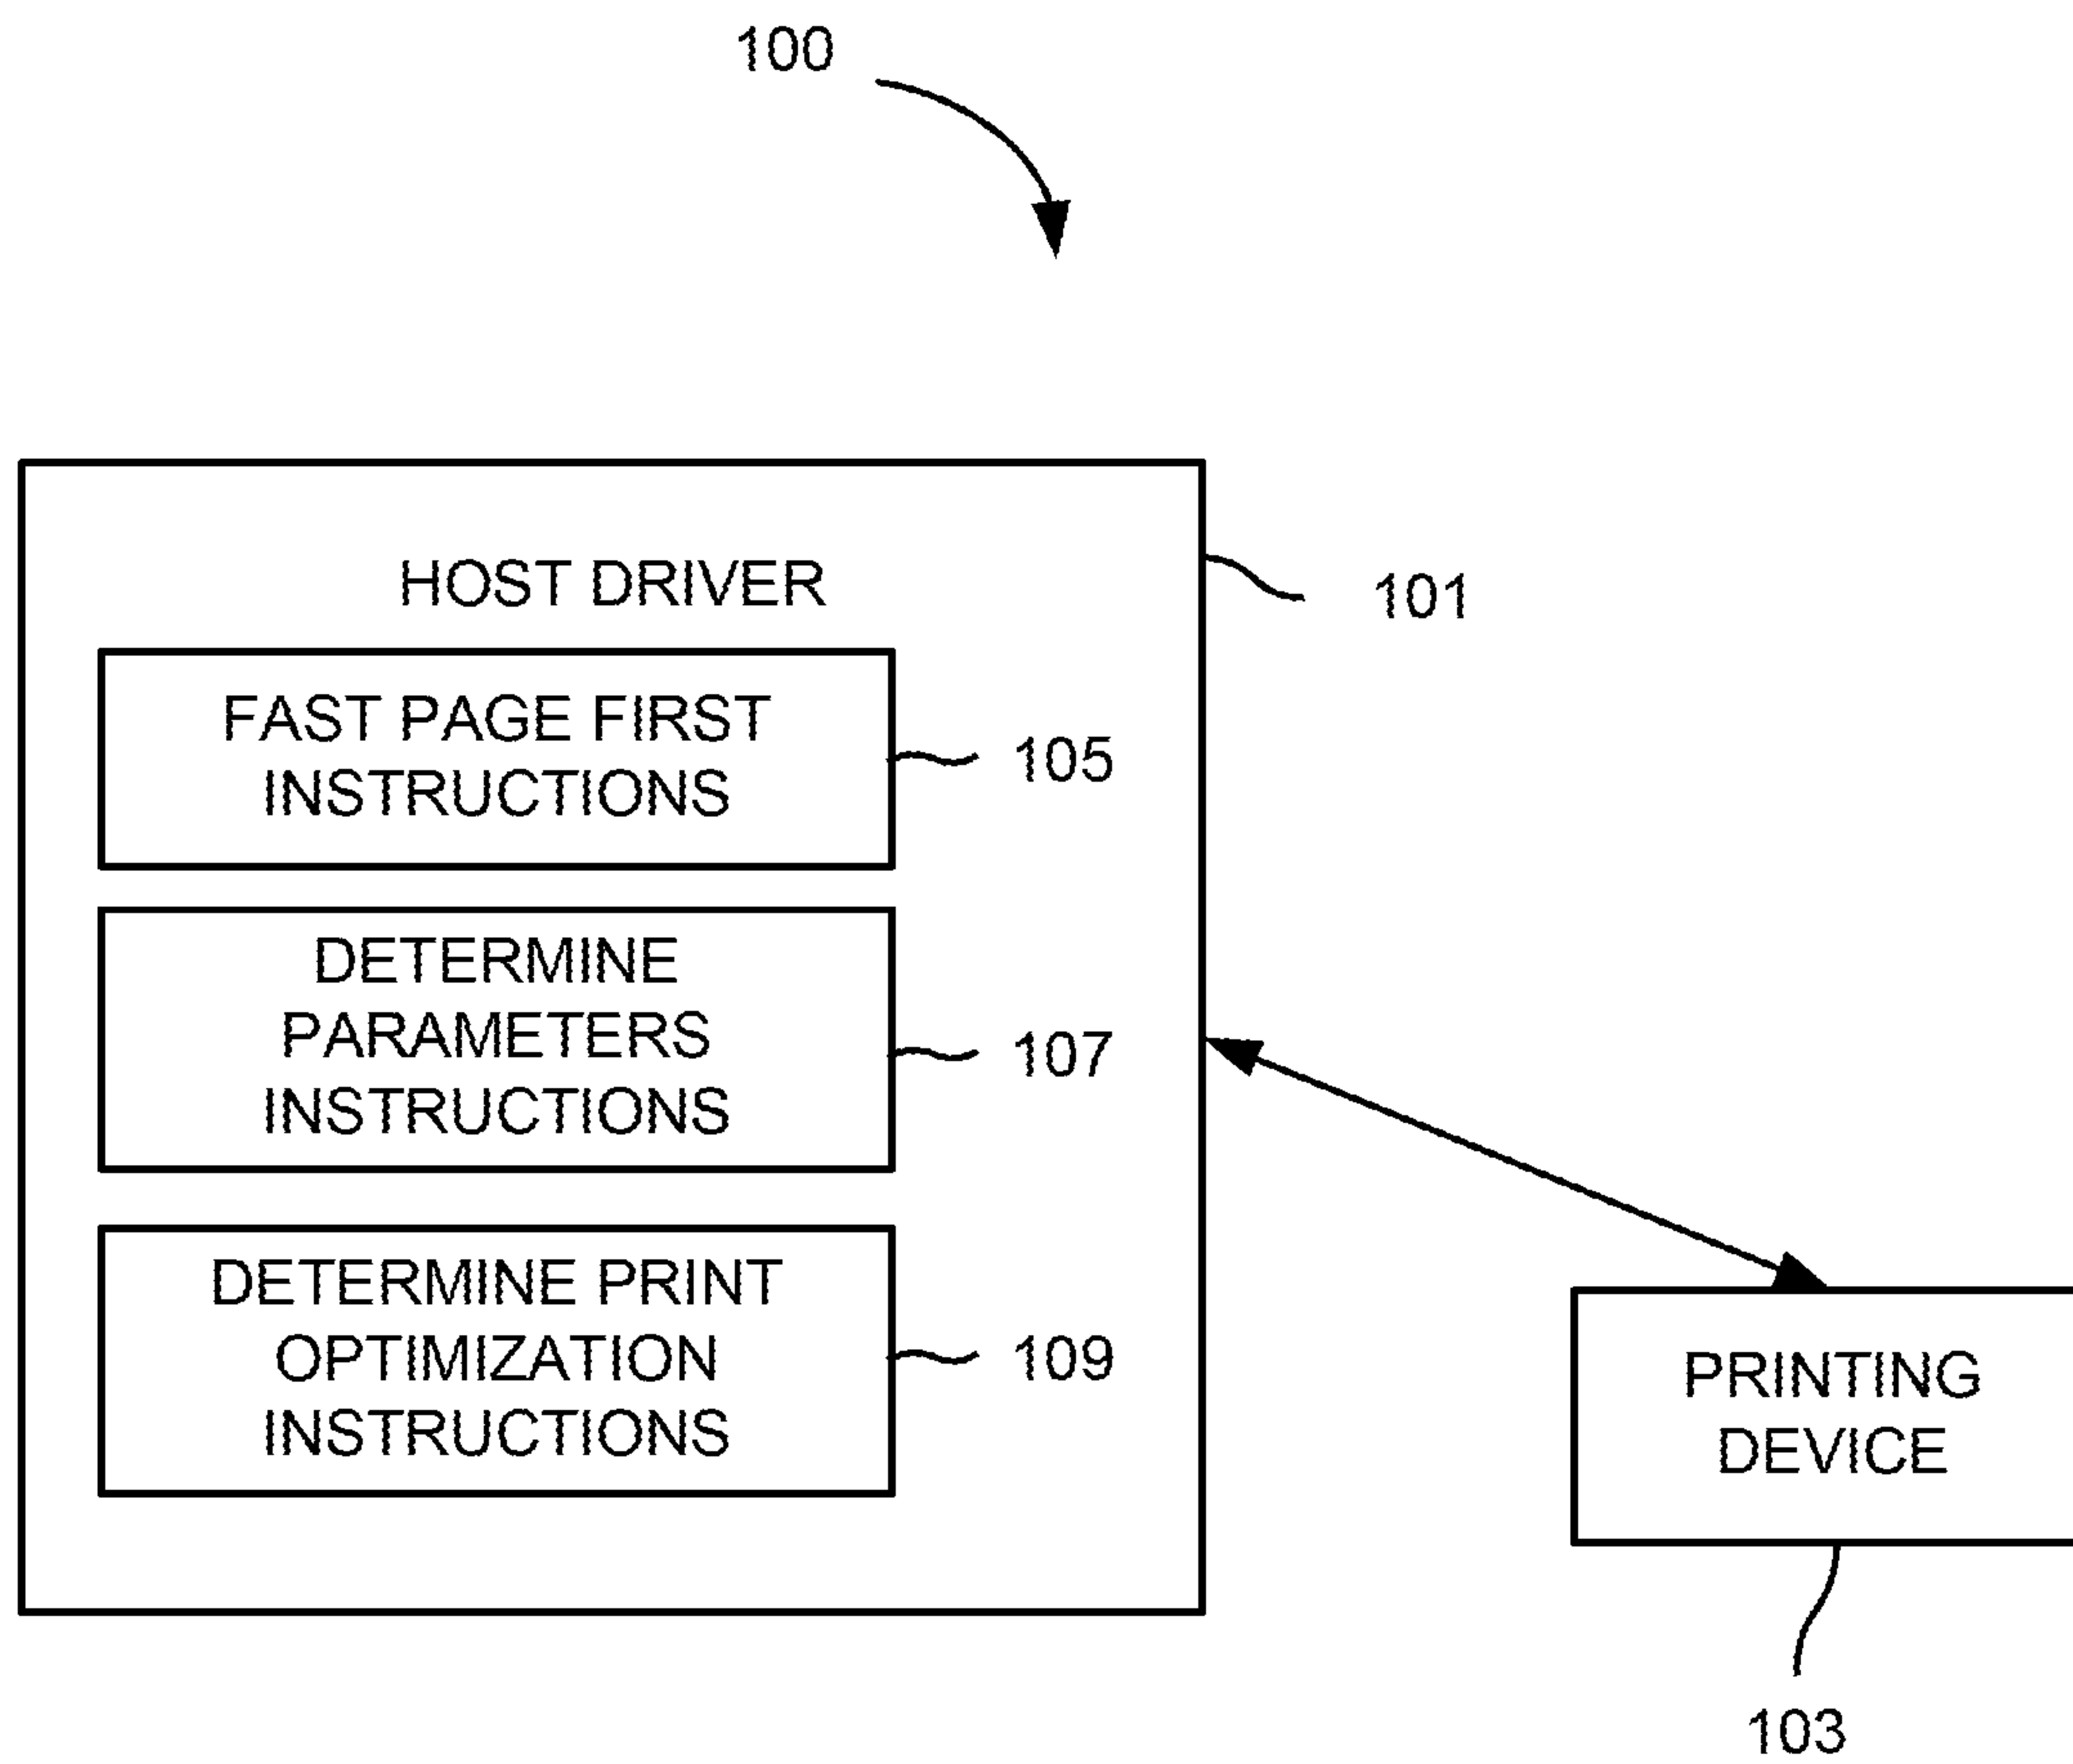 100
HOST DRIVER
101
FAST PAGE FIRST
INSTRUCTIONS
105
DETERMINE
PARAMETERS
INSTRUCTIONS
107
DETERMINE PRINT
OPTIMIZATION
INSTRUCTIONS
109
PRINTING
DEVICE
103